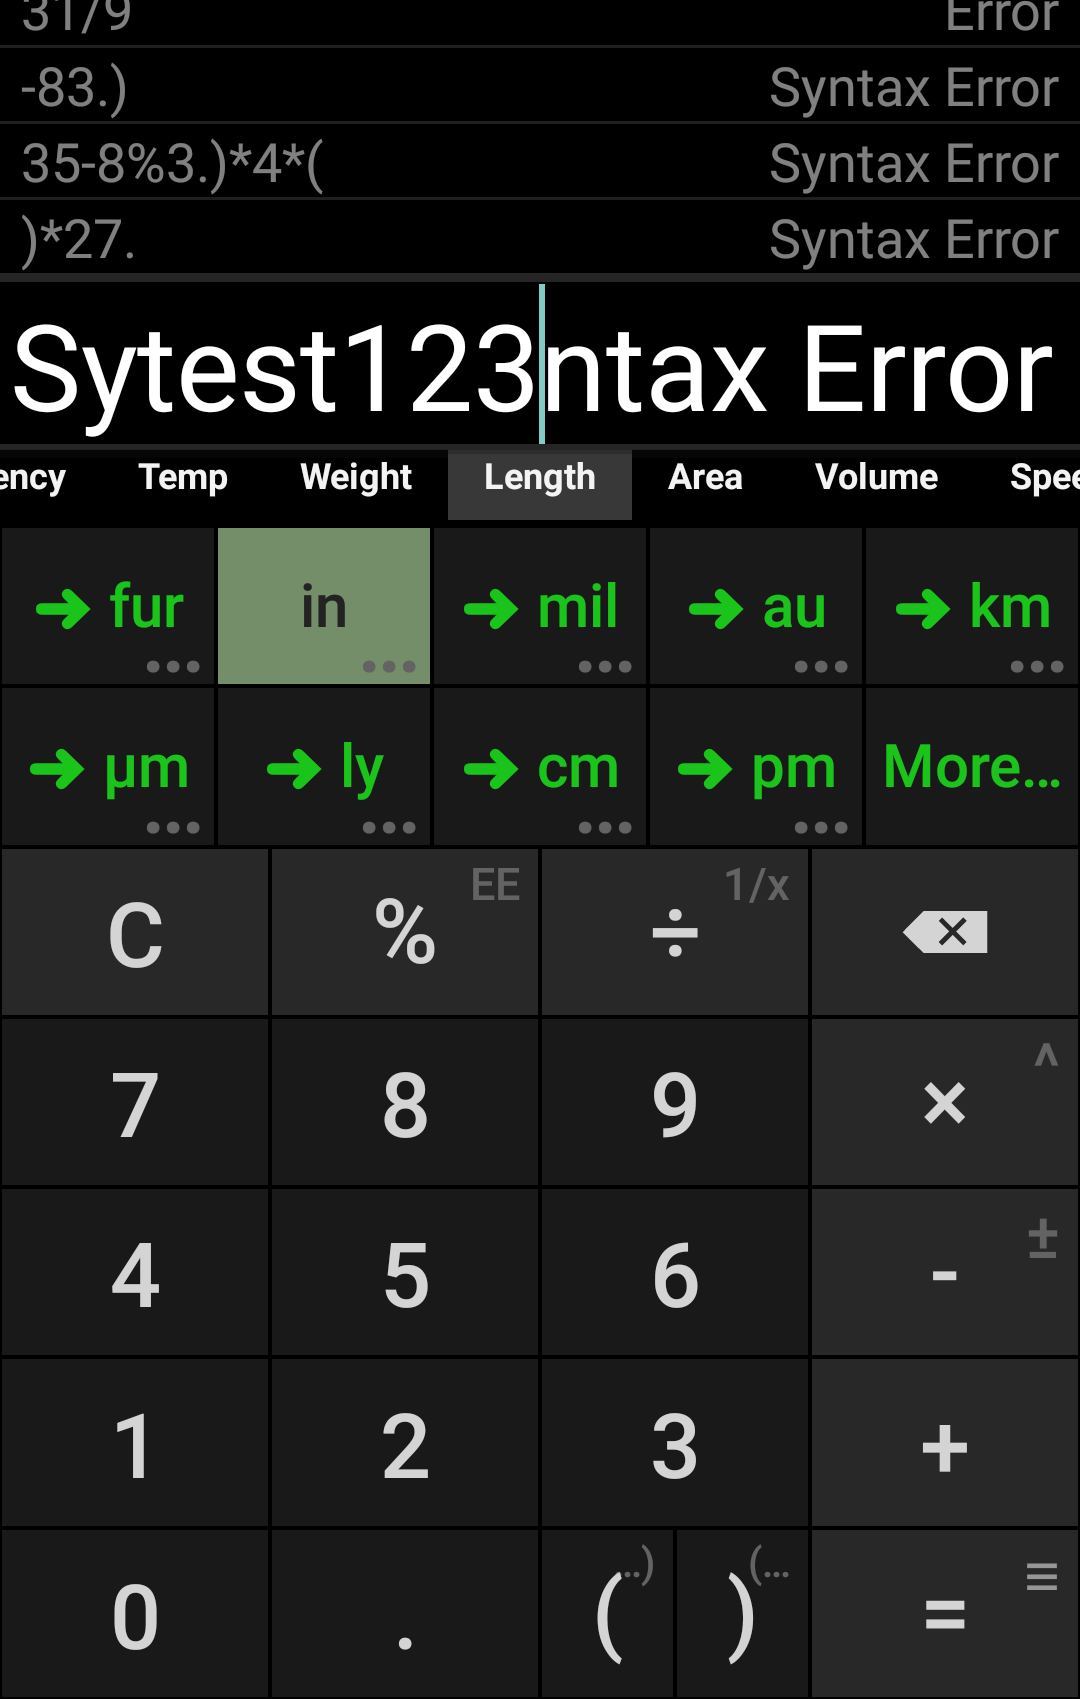 31/9 Error
-83.) Syntax Error
35-8%3.)*4*( Syntax Error
)*27. Syntax Error
Sytest123ntax Error
ency Temp Weight Length Area Volume Spee
→ fur in → mil → au → km
→ µm → ly → cm → pm More...
C % EE ÷ 1/x
7 8 9 × ^
4 5 6 - ±
1 2 3 +
0 . ( ..) ) (... = ≡